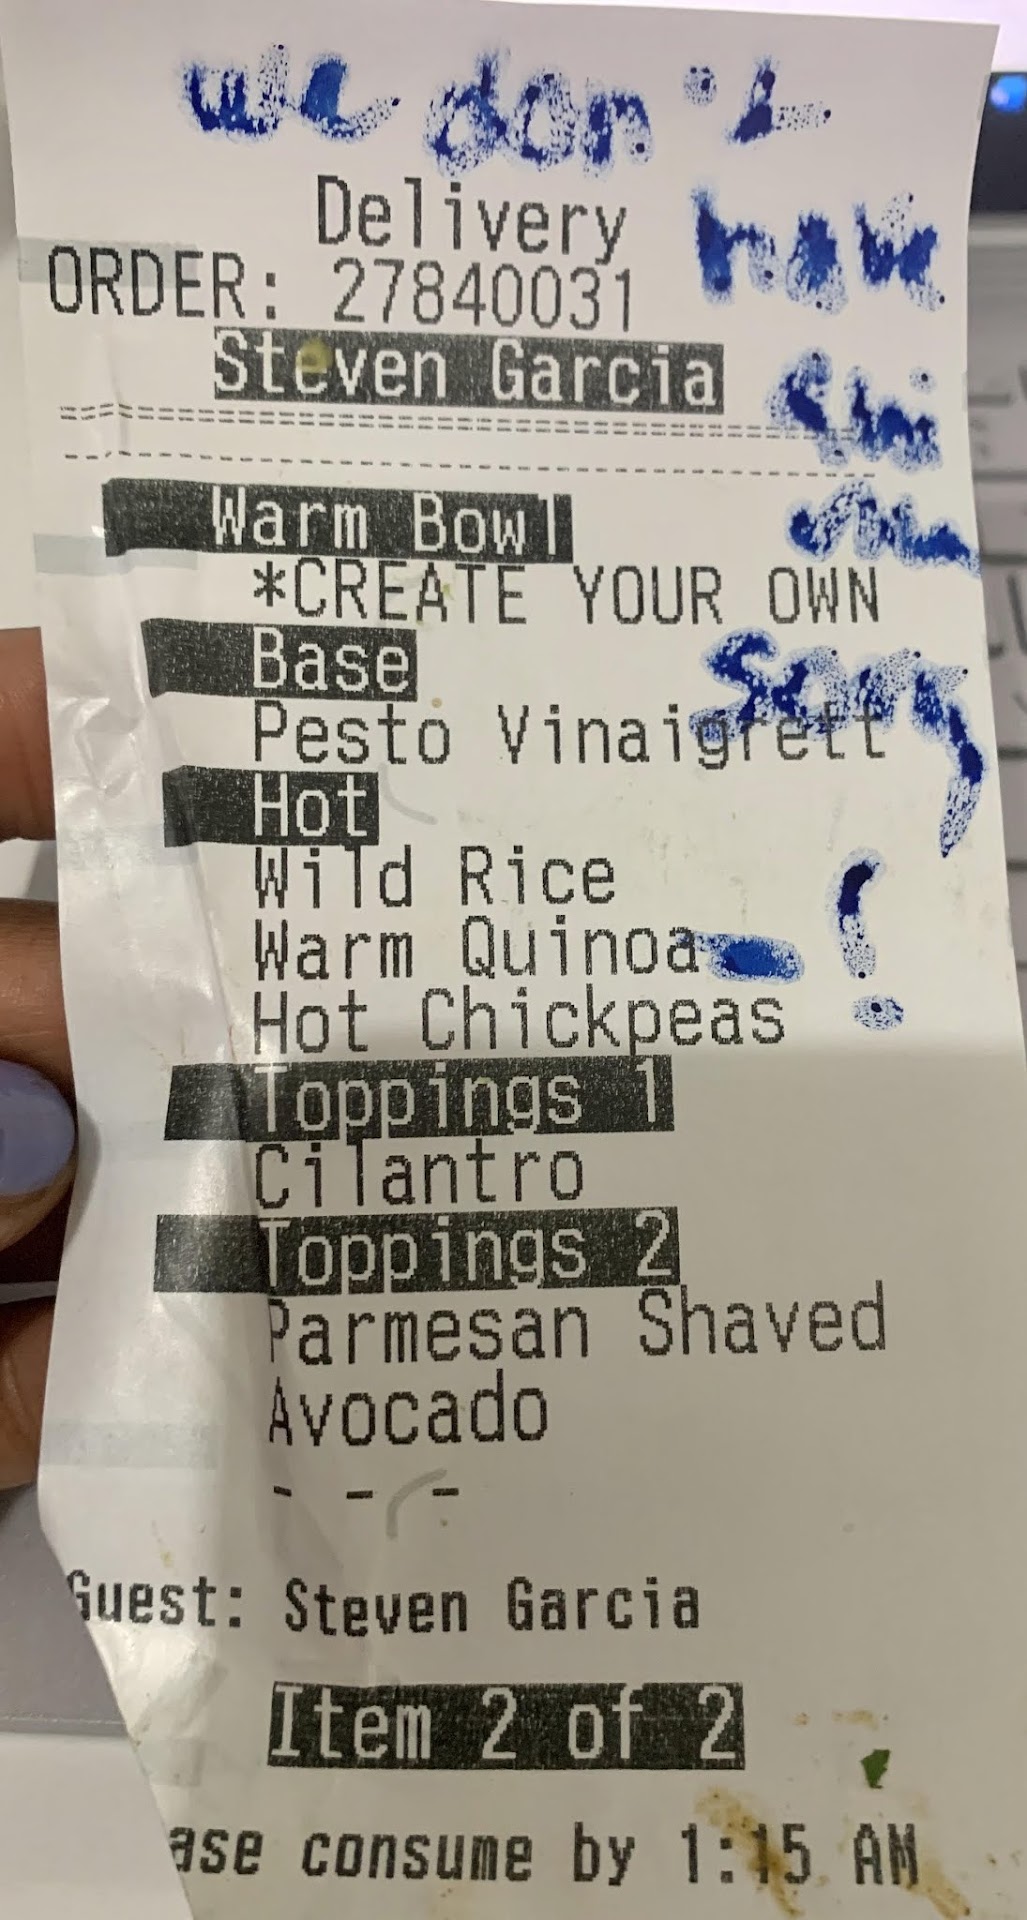 we don't
Delivery
have
ORDER: 27840031
Steven Garcia
Warm Bowl
*CREATE YOUR OWN
Base
sorry
Pesto Vinaigrett
Hot
Wild Rice
!
Warm Quinoa -
Hot Chickpeas
Toppings 1
Cilantro
Toppings 2
Parmesan Shaved
Avocado
- - -
Guest: Steven Garcia
Item 2 of 2
ase consume by 1:15 AM